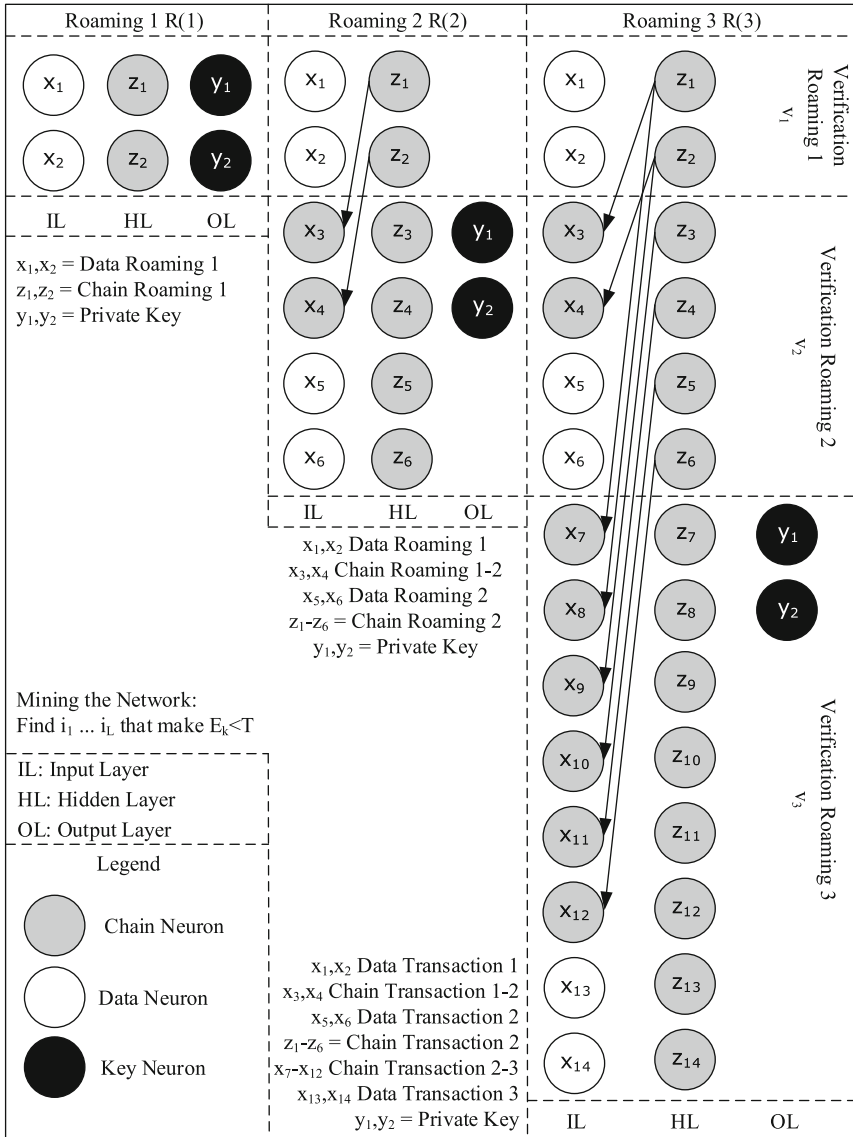 Roaming 1 R(1)
Roaming 2 R(2)
Roaming 3 R(3)
x₁ z₁ y₁
x₂ z₂ y₂
IL HL OL
x₁,x₂ = Data Roaming 1
z₁,z₂ = Chain Roaming 1
y₁,y₂ = Private Key
Mining the Network:
Find i₁ ... i_L that make E_k<T
IL: Input Layer
HL: Hidden Layer
OL: Output Layer
Legend
Chain Neuron
Data Neuron
Key Neuron
x₁ z₁
x₂ z₂
x₃ z₃ y₁
x₄ z₄ y₂
x₅ z₅
x₆ z₆
IL HL OL
x₁,x₂ Data Roaming 1
x₃,x₄ Chain Roaming 1-2
x₅,x₆ Data Roaming 2
z₁-z₆ = Chain Roaming 2
y₁,y₂ = Private Key
x₁,x₂ Data Transaction 1
x₃,x₄ Chain Transaction 1-2
x₅,x₆ Data Transaction 2
z₁-z₆ = Chain Transaction 2
x₇-x₁₂ Chain Transaction 2-3
x₁₃,x₁₄ Data Transaction 3
y₁,y₂ = Private Key
x₁ z₁
x₂ z₂
x₃ z₃
x₄ z₄
x₅ z₅
x₆ z₆
x₇ z₇ y₁
x₈ z₈ y₂
x₉ z₉
x₁₀ z₁₀
x₁₁ z₁₁
x₁₂ z₁₂
x₁₃ z₁₃
x₁₄ z₁₄
IL HL OL
Verification
Roaming 1
v₁
Verification Roaming 2
v₂
Verification Roaming 3
v₃